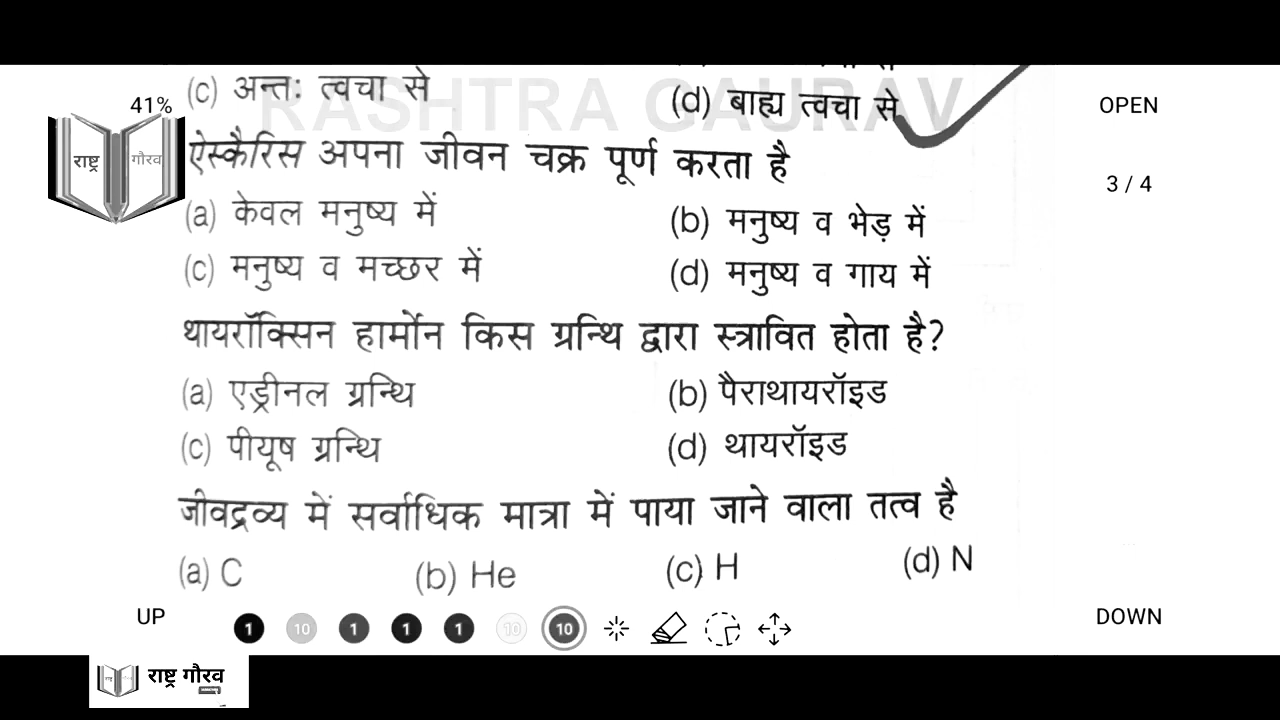 41%
राष्ट्र गौरव
RASHTRA GAURAV
OPEN
3 / 4
(c) अन्तः त्वचा से (d) बाह्य त्वचा से
ऐस्कैरिस अपना जीवन चक्र पूर्ण करता है
(a) केवल मनुष्य में (b) मनुष्य व भेड़ में
(c) मनुष्य व मच्छर में (d) मनुष्य व गाय में
थायरॉक्सिन हार्मोन किस ग्रन्थि द्वारा स्त्रावित होता है?
(a) एड्रीनल ग्रन्थि (b) पैराथायरॉइड
(c) पीयूष ग्रन्थि (d) थायरॉइड
जीवद्रव्य में सर्वाधिक मात्रा में पाया जाने वाला तत्व है
(a) C (b) He (c) H (d) N
UP 1 10 1 1 1 10 10 DOWN
राष्ट्र गौरव